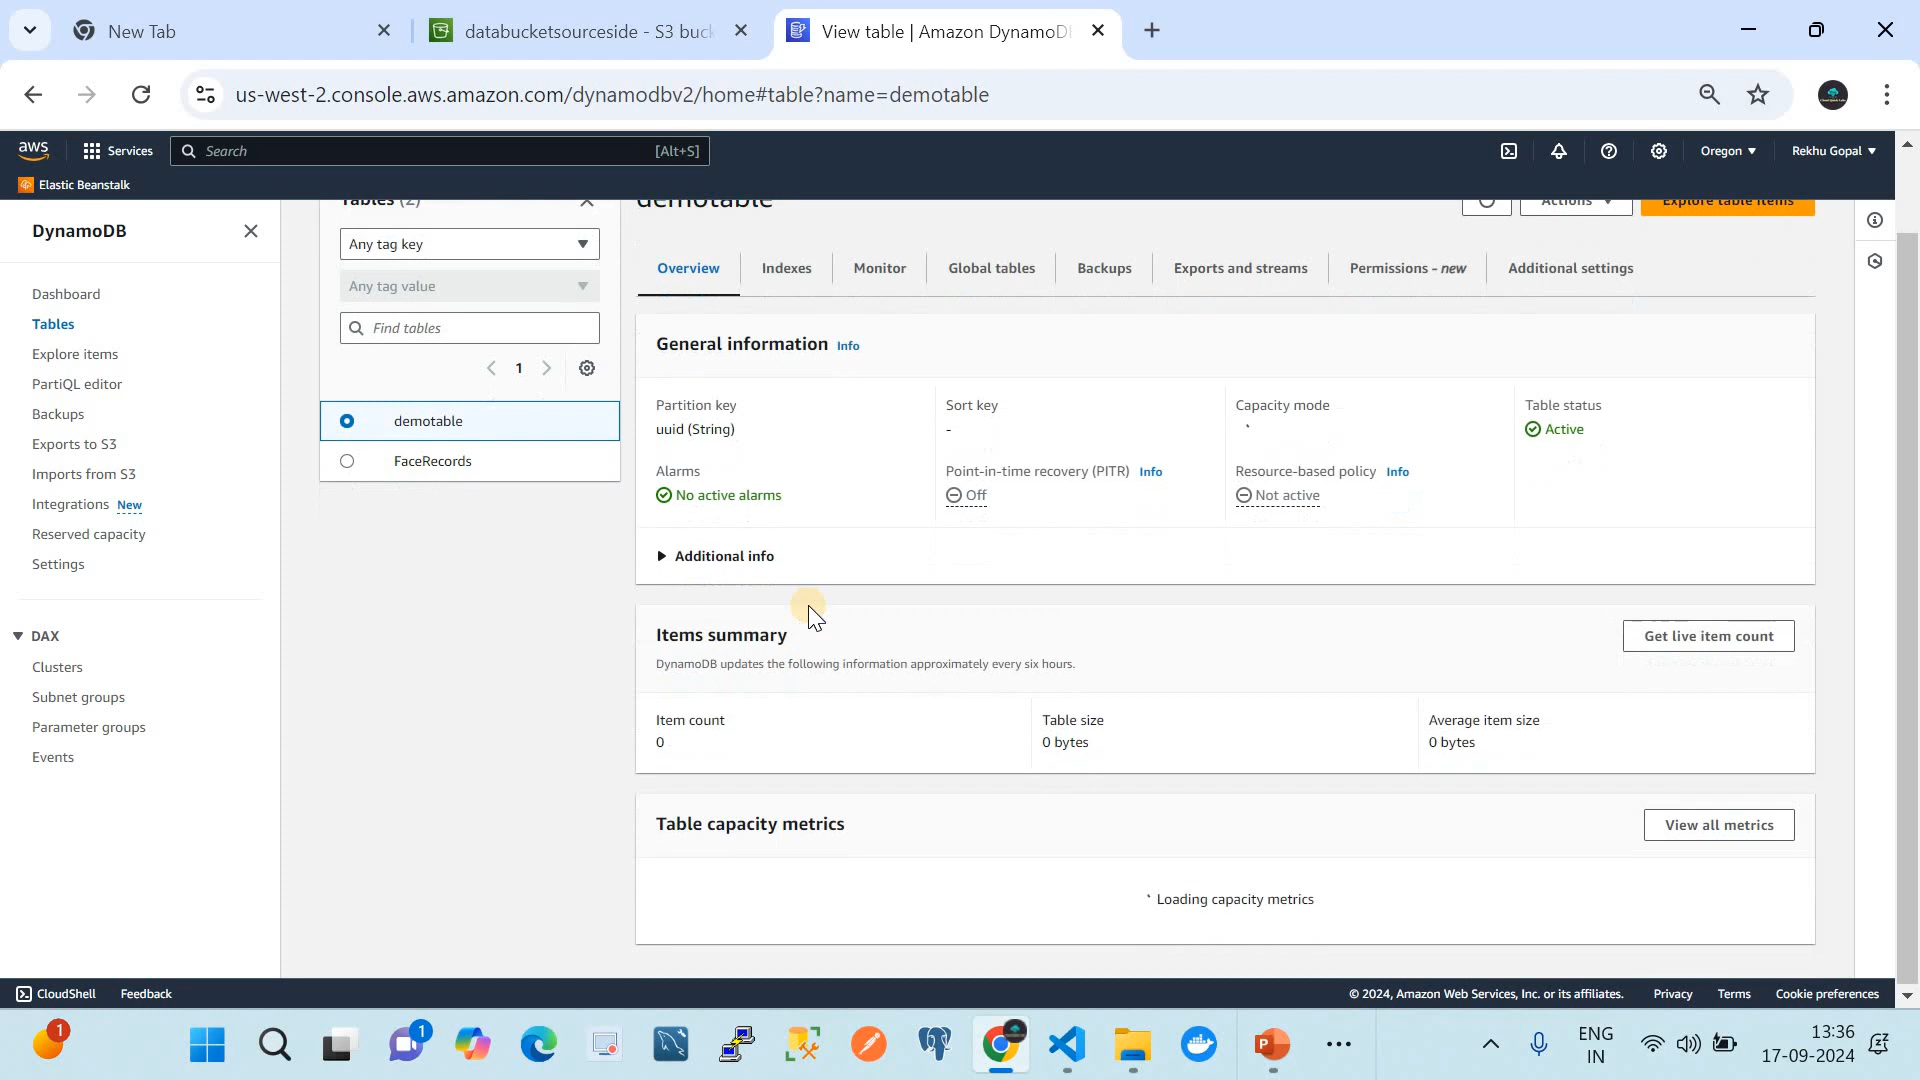 New Tab
databucketsourceside - S3 buc
View table | Amazon DynamoD
us-west-2.console.aws.amazon.com/dynamodbv2/home#table?name=demotable
aws
Services
Search
[Alt+S]
Oregon
Rekhu Gopal
Elastic Beanstalk
DynamoDB
Dashboard
Tables
Explore items
PartiQL editor
Backups
Exports to S3
Imports from S3
Integrations New
Reserved capacity
Settings
DAX
Clusters
Subnet groups
Parameter groups
Events
Tables (2)
Any tag key
Any tag value
Find tables
1
demotable
FaceRecords
demotable
Actions
Explore table items
Overview
Indexes
Monitor
Global tables
Backups
Exports and streams
Permissions - new
Additional settings
General information Info
Partition key
uuid (String)
Sort key
-
Capacity mode
Table status
Active
Alarms
No active alarms
Point-in-time recovery (PITR) Info
Off
Resource-based policy Info
Not active
Additional info
Items summary
Get live item count
DynamoDB updates the following information approximately every six hours.
Item count
0
Table size
0 bytes
Average item size
0 bytes
Table capacity metrics
View all metrics
Loading capacity metrics
CloudShell
Feedback
© 2024, Amazon Web Services, Inc. or its affiliates.
Privacy
Terms
Cookie preferences
1
1
ENG
IN
13:36
17-09-2024